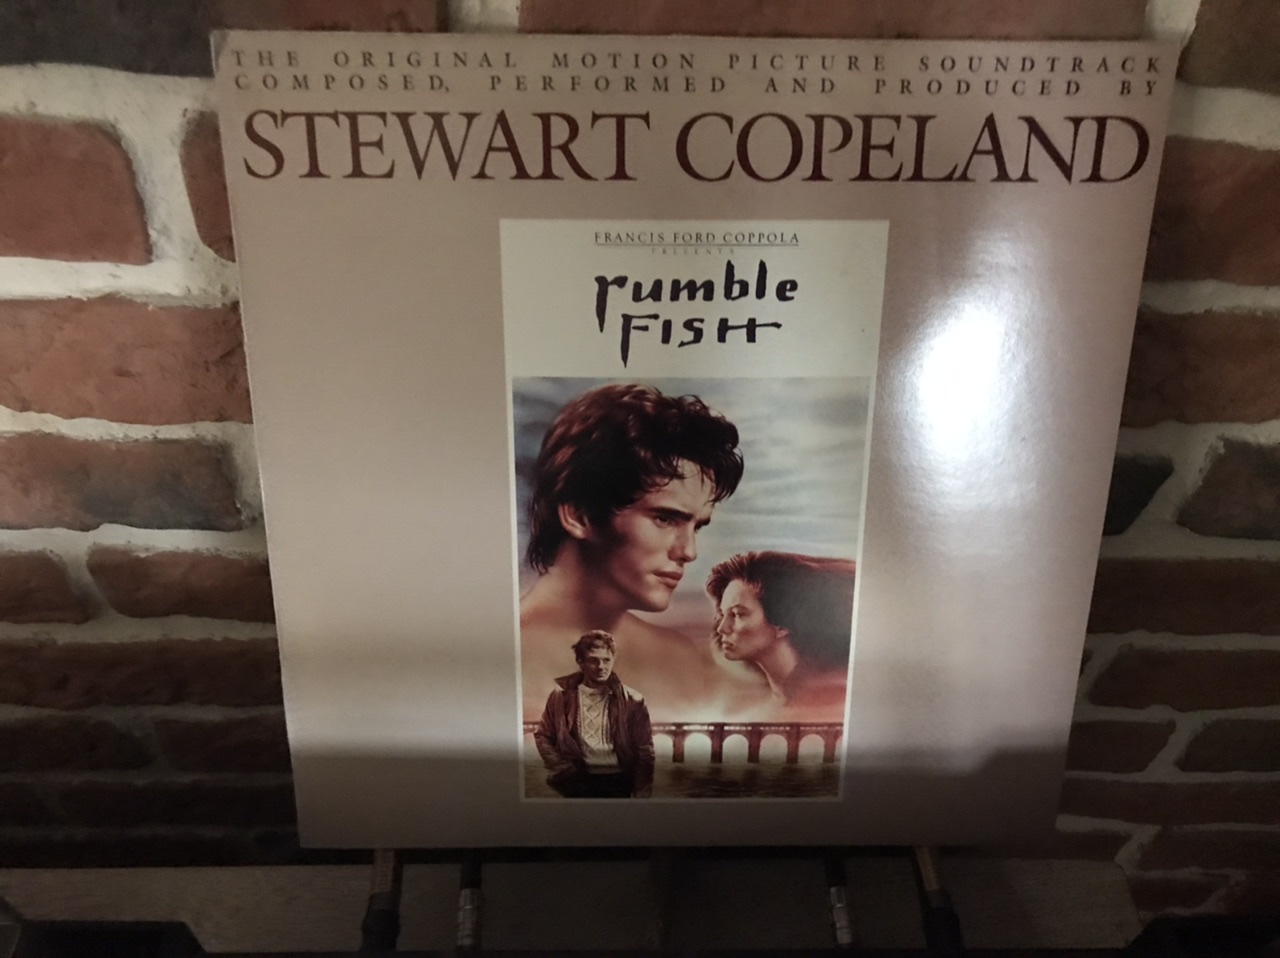 THE ORIGINAL MOTION PICTURE SOUNDTRACK
COMPOSED, PERFORMED AND PRODUCED BY
STEWART COPELAND
FRANCIS FORD COPPOLA
PRESENTS
rumble
FISH